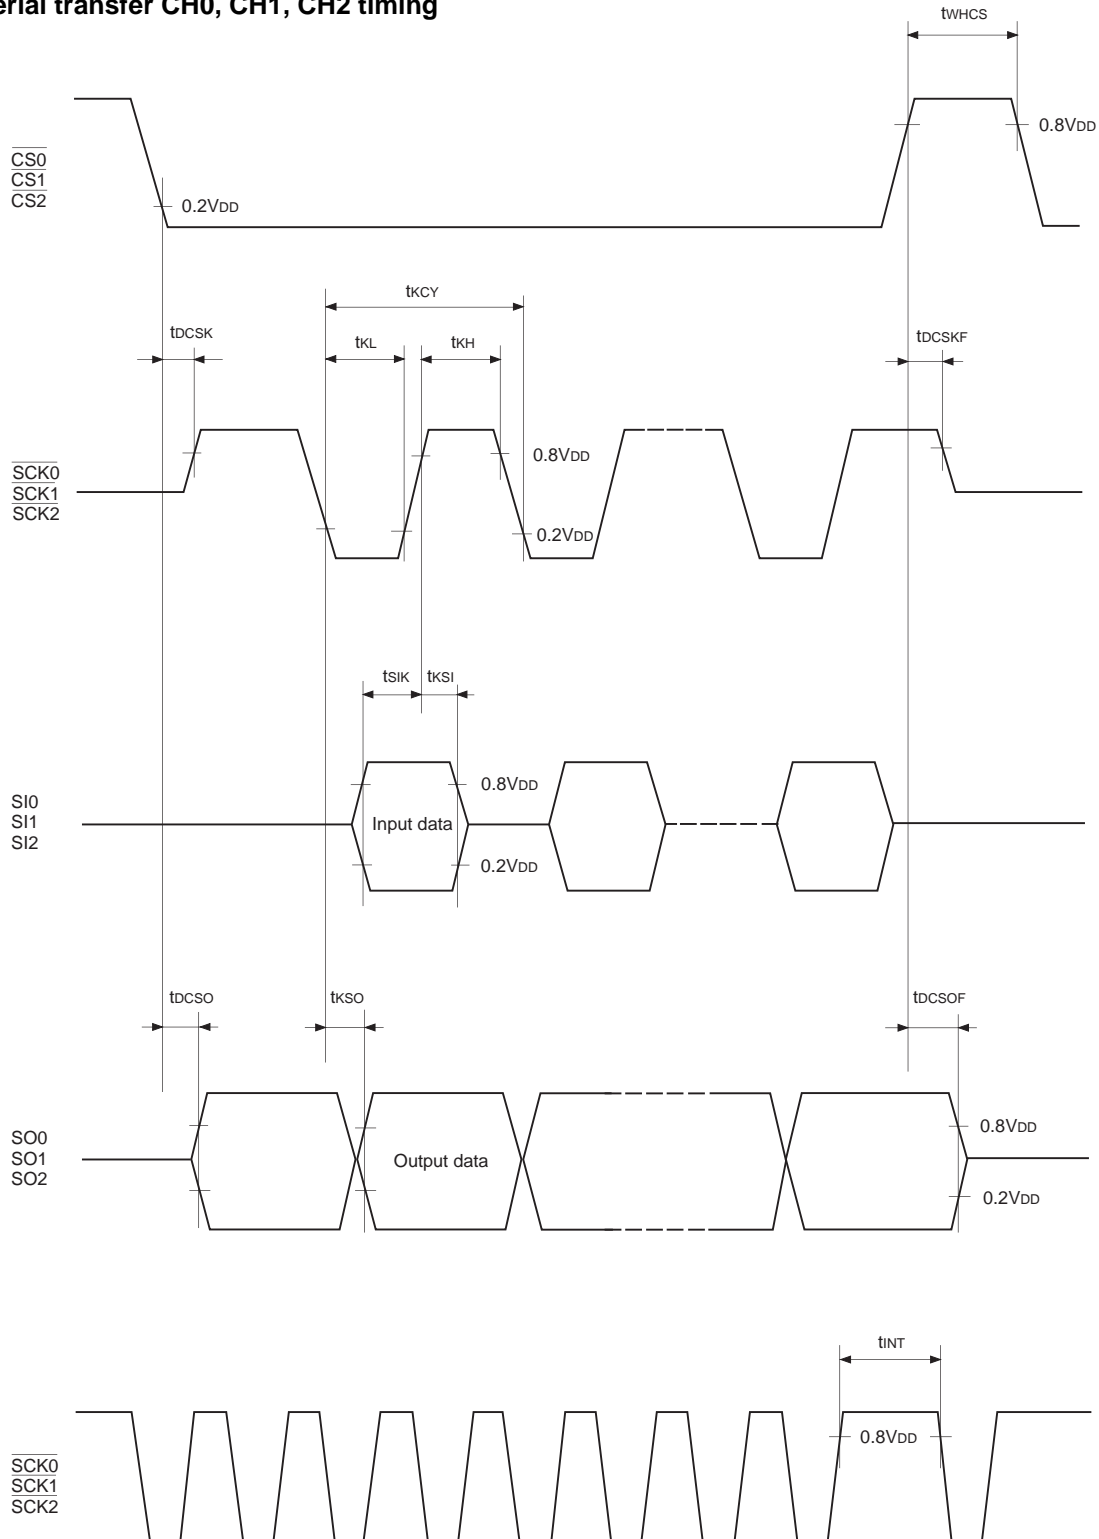 erial transfer CH0, CH1, CH2 timing
tWHCS
0.8VDD
CS0
CS1
CS2
0.2VDD
tKCY
tDCSK
tKL
tKH
tDCSKF
0.8VDD
SCK0
SCK1
SCK2
0.2VDD
tSIK
tKSI
0.8VDD
SI0
SI1
SI2
Input data
0.2VDD
tDCSO
tKSO
tDCSOF
0.8VDD
SO0
SO1
SO2
Output data
0.2VDD
tINT
0.8VDD
SCK0
SCK1
SCK2